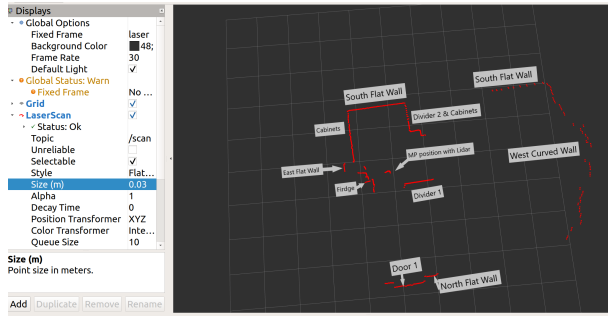 Displays
Global Options
Fixed Frame laser
Background Color 48;
Frame Rate 30
Default Light ✓
Global Status: Warn
Fixed Frame No ...
Grid ✓
LaserScan ✓
Status: Ok
Topic /scan
Unreliable
Selectable ✓
Style Flat...
Size (m) 0.03
Alpha 1
Decay Time 0
Position Transformer XYZ
Color Transformer Inte...
Queue Size 10
Size (m)
Point size in meters.
Add Duplicate Remove Rename
South Flat Wall
South Flat Wall
Cabinets
Divider 2 & Cabinets
MP position with Lidar
West Curved Wall
East Flat Wall
Firdge
Divider 1
Door 1
North Flat Wall